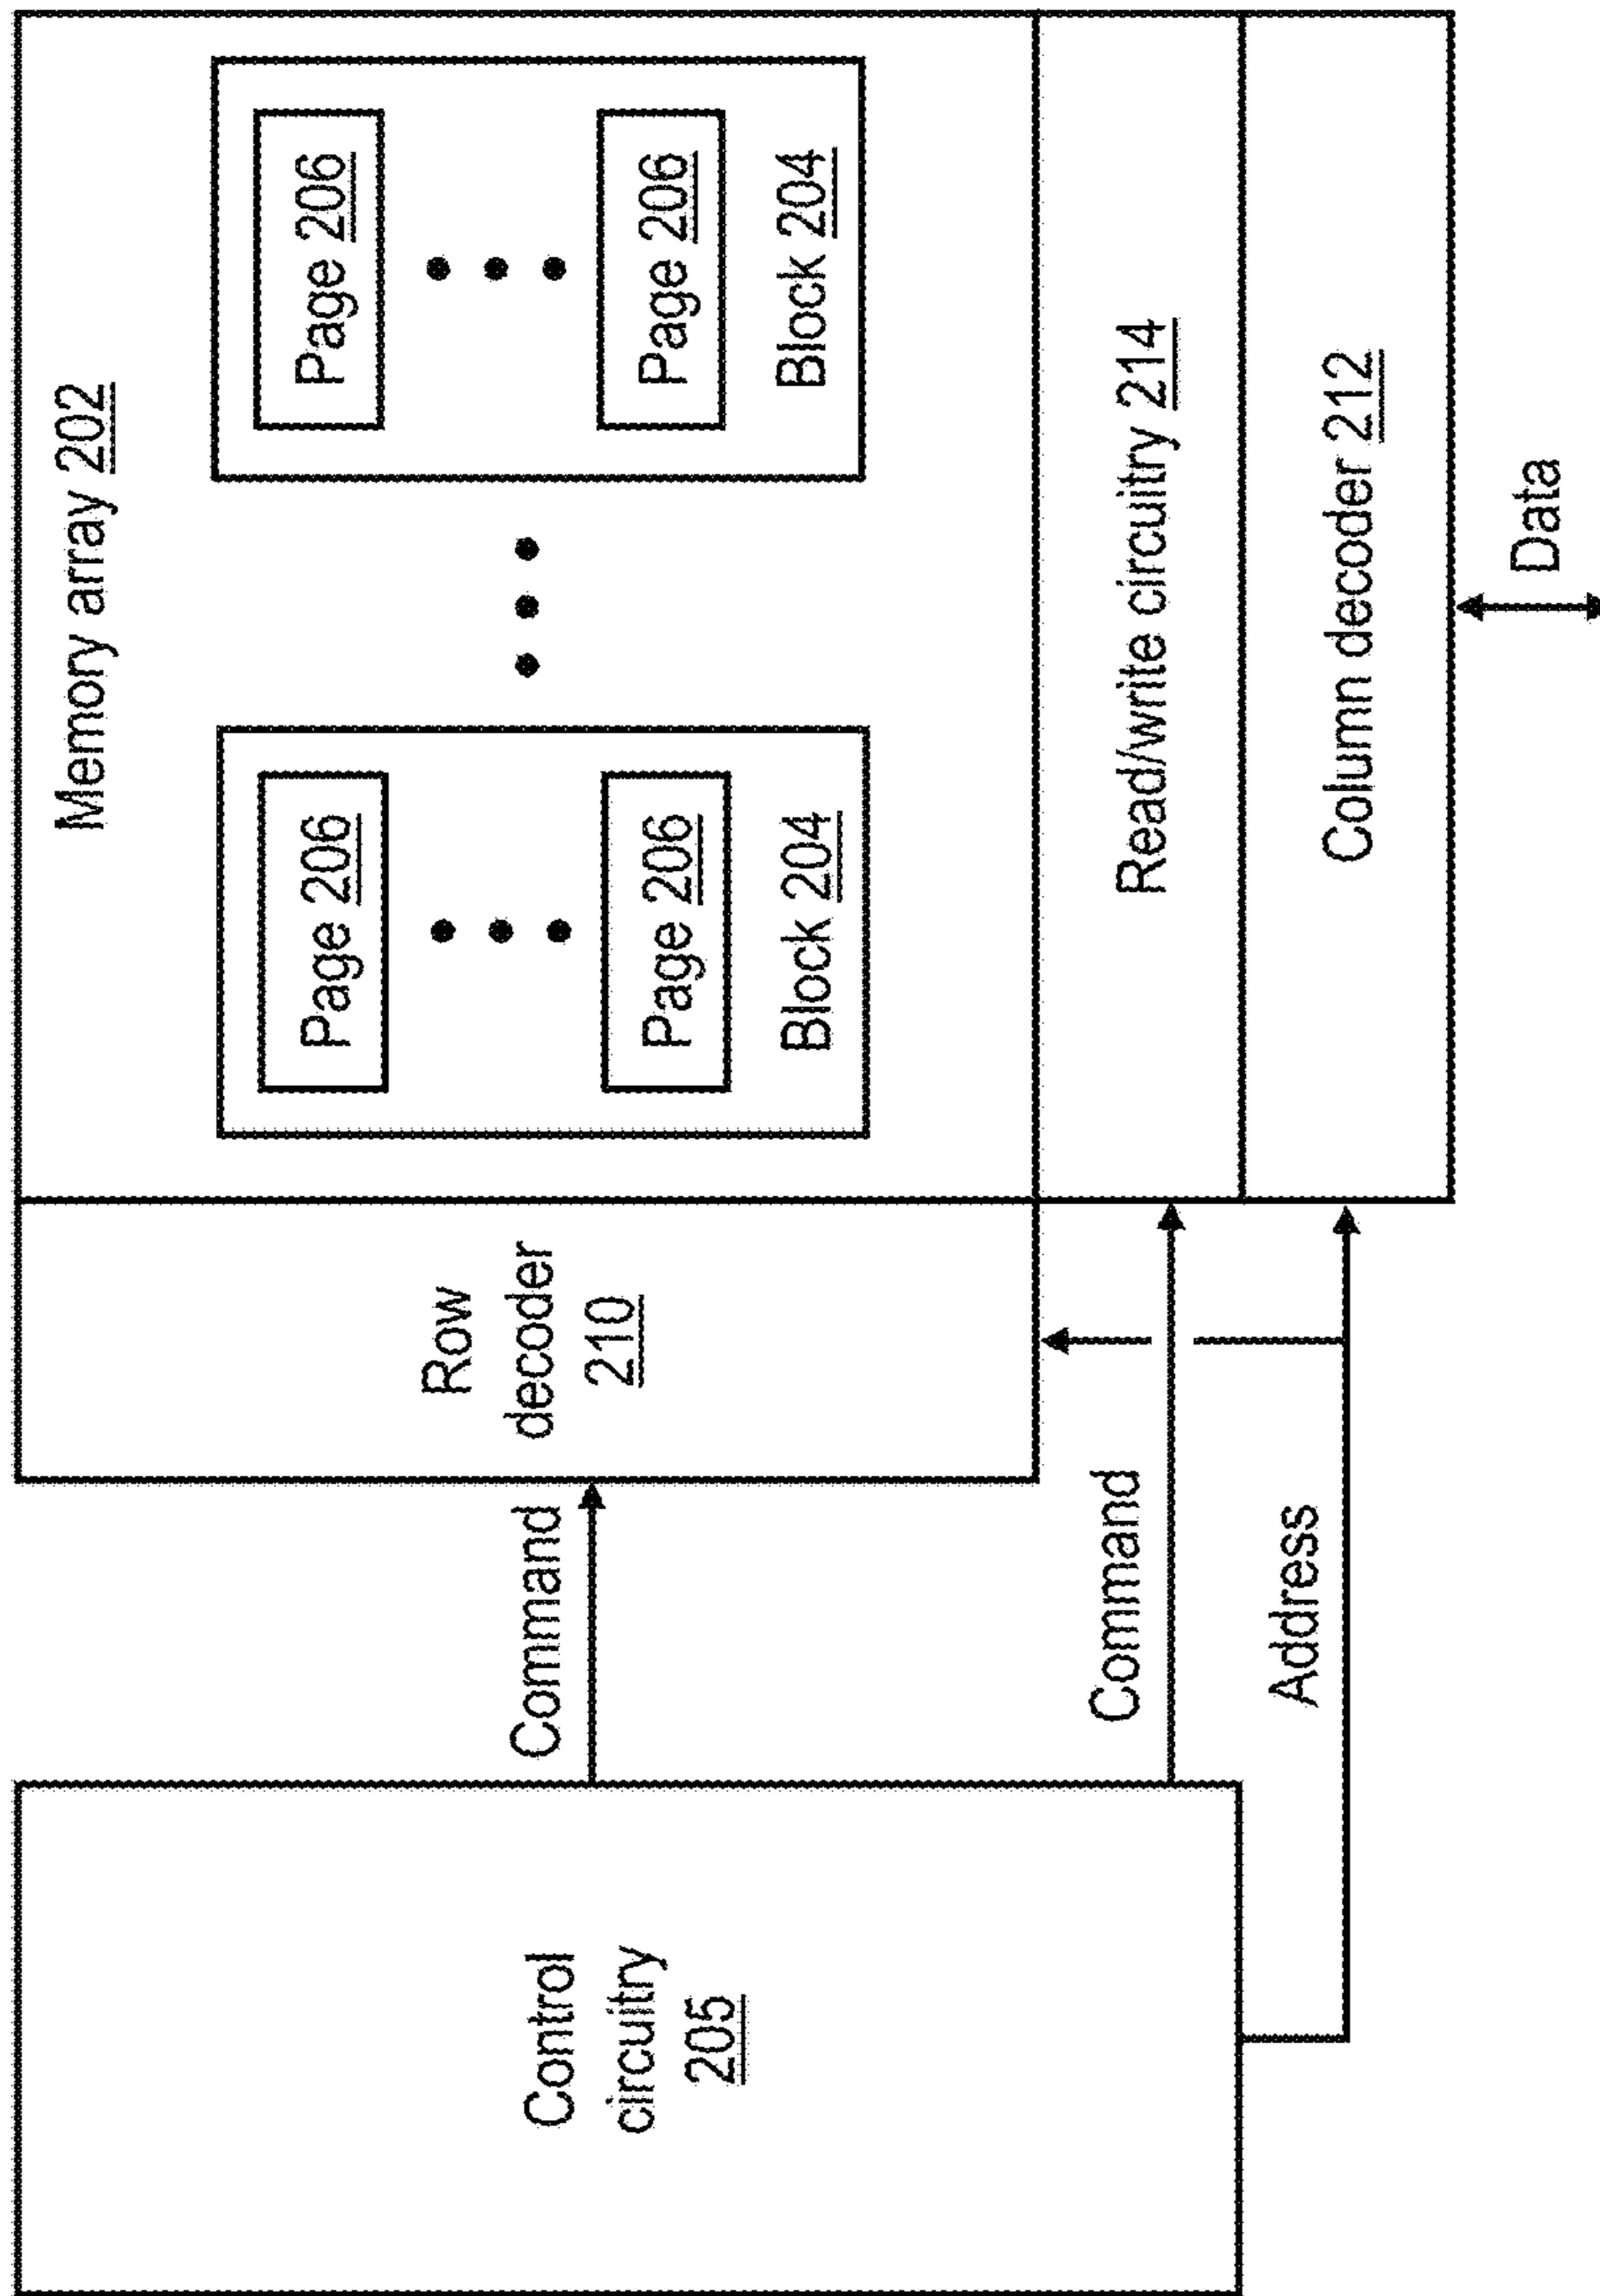 Memory array 202
Page 206
Page 206
Block 204
Page 206
Page 206
Block 204
Row
decoder
210
Control
circuitry
205
Command
Command
Address
Read/write circuitry 214
Column decoder 212
Data